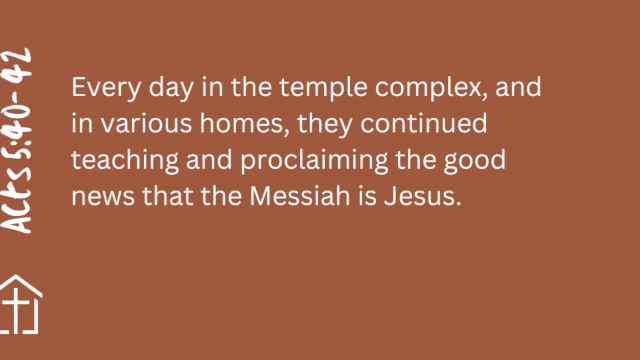 Acts 5:40-42
Every day in the temple complex, and
in various homes, they continued
teaching and proclaiming the good
news that the Messiah is Jesus.